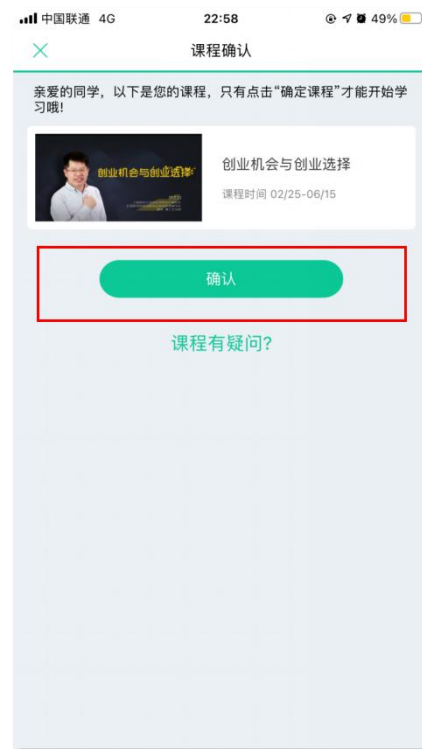 中国联通 4G 22:58 49%
课程确认
亲爱的同学，以下是您的课程，只有点击“确定课程”才能开始学
习哦！
创业机会与创业选择
创业机会与创业选择
课程时间 02/25-06/15
确认
课程有疑问？